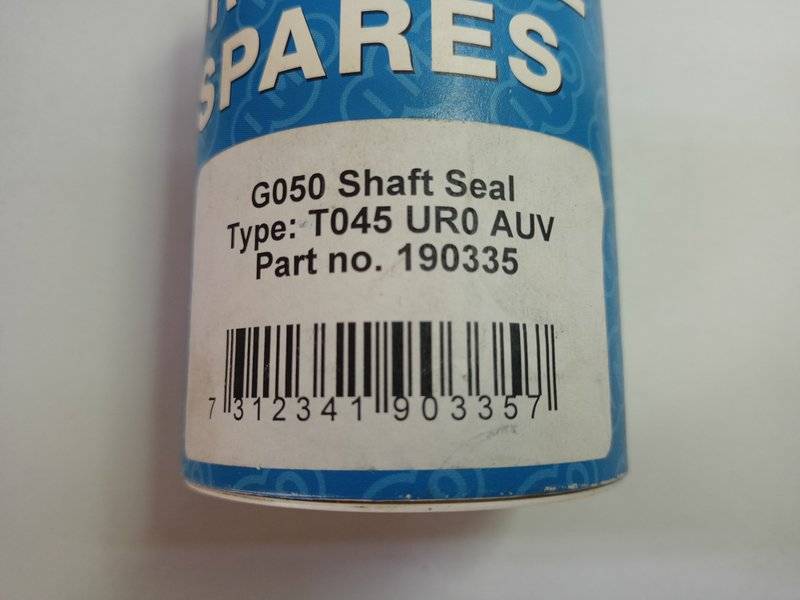 SPARES
G050 Shaft Seal
Type: T045 UR0 AUV
Part no. 190335
7 312341 903357